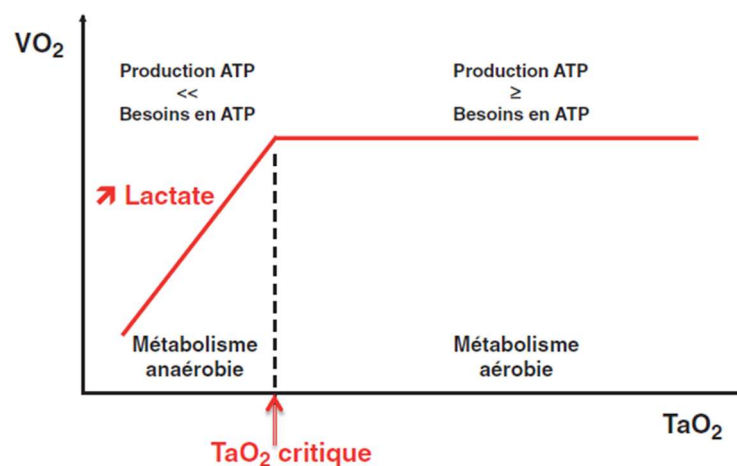 VO₂
Production ATP
<<
Besoins en ATP
Production ATP
≥
Besoins en ATP
↗ Lactate
Métabolisme
anaérobie
Métabolisme
aérobie
TaO₂
TaO₂ critique